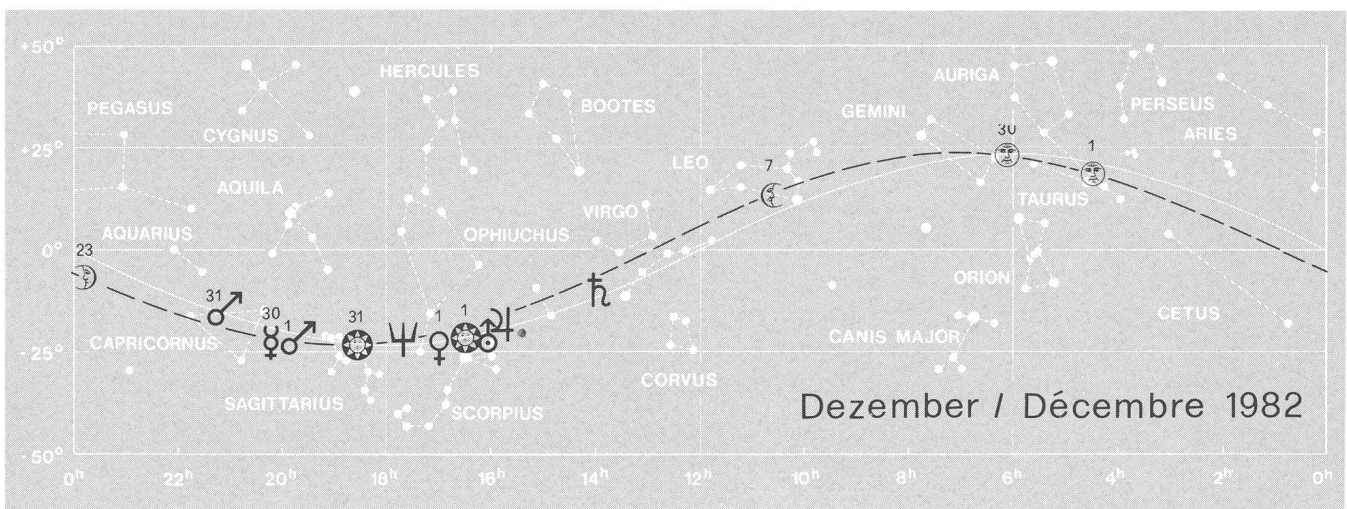 +50°
HERCULES
AURIGA
PEGASUS
BOOTES
GEMINI
PERSEUS
CYGNUS
30
ARIES
+25°
1
LEO
7
AQUILA
TAURUS
VIRGO
AQUARIUS
OPHIUCHUS
0°
23
ORION
31
30
1
31
1
1
CETUS
CAPRICORNUS
CANIS MAJOR
-25°
CORVUS
SAGITTARIUS
SCORPIUS
Dezember / Décembre 1982
-50°
0h 22h 20h 18h 16h 14h 12h 10h 8h 6h 4h 2h 0h